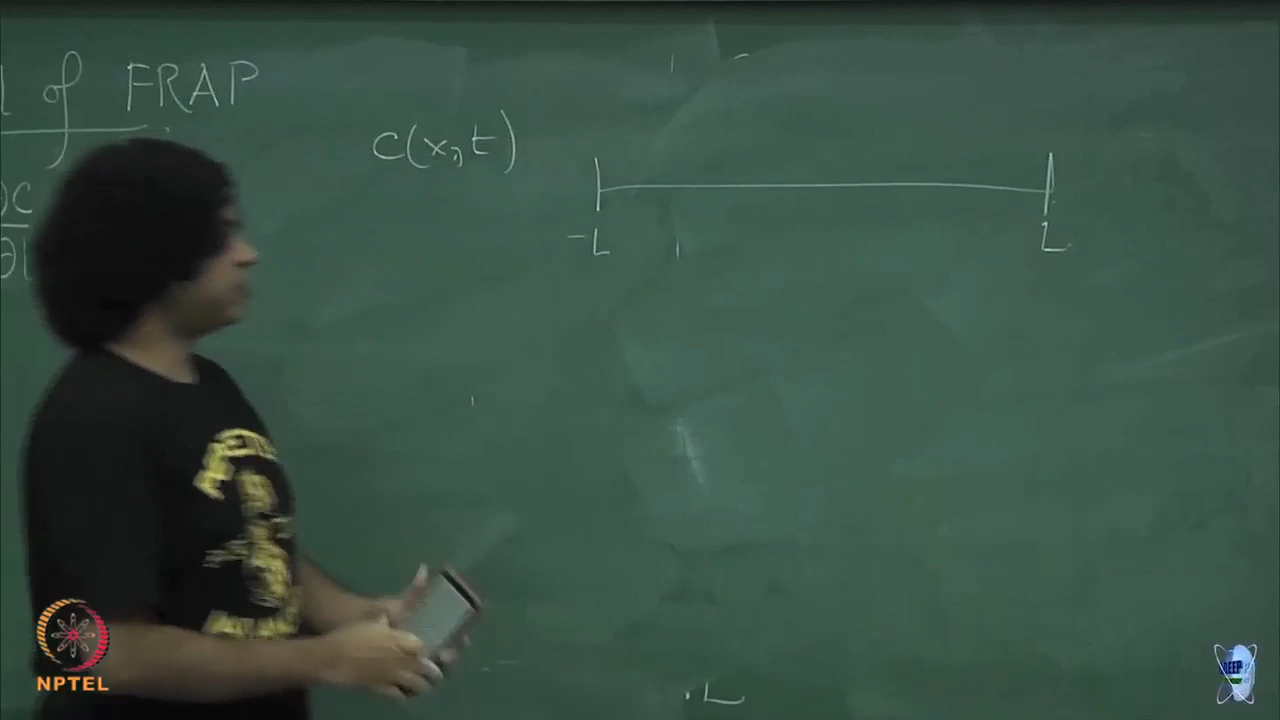 of FRAP
C(x,t)
∂C
-L
L
L
NPTEL